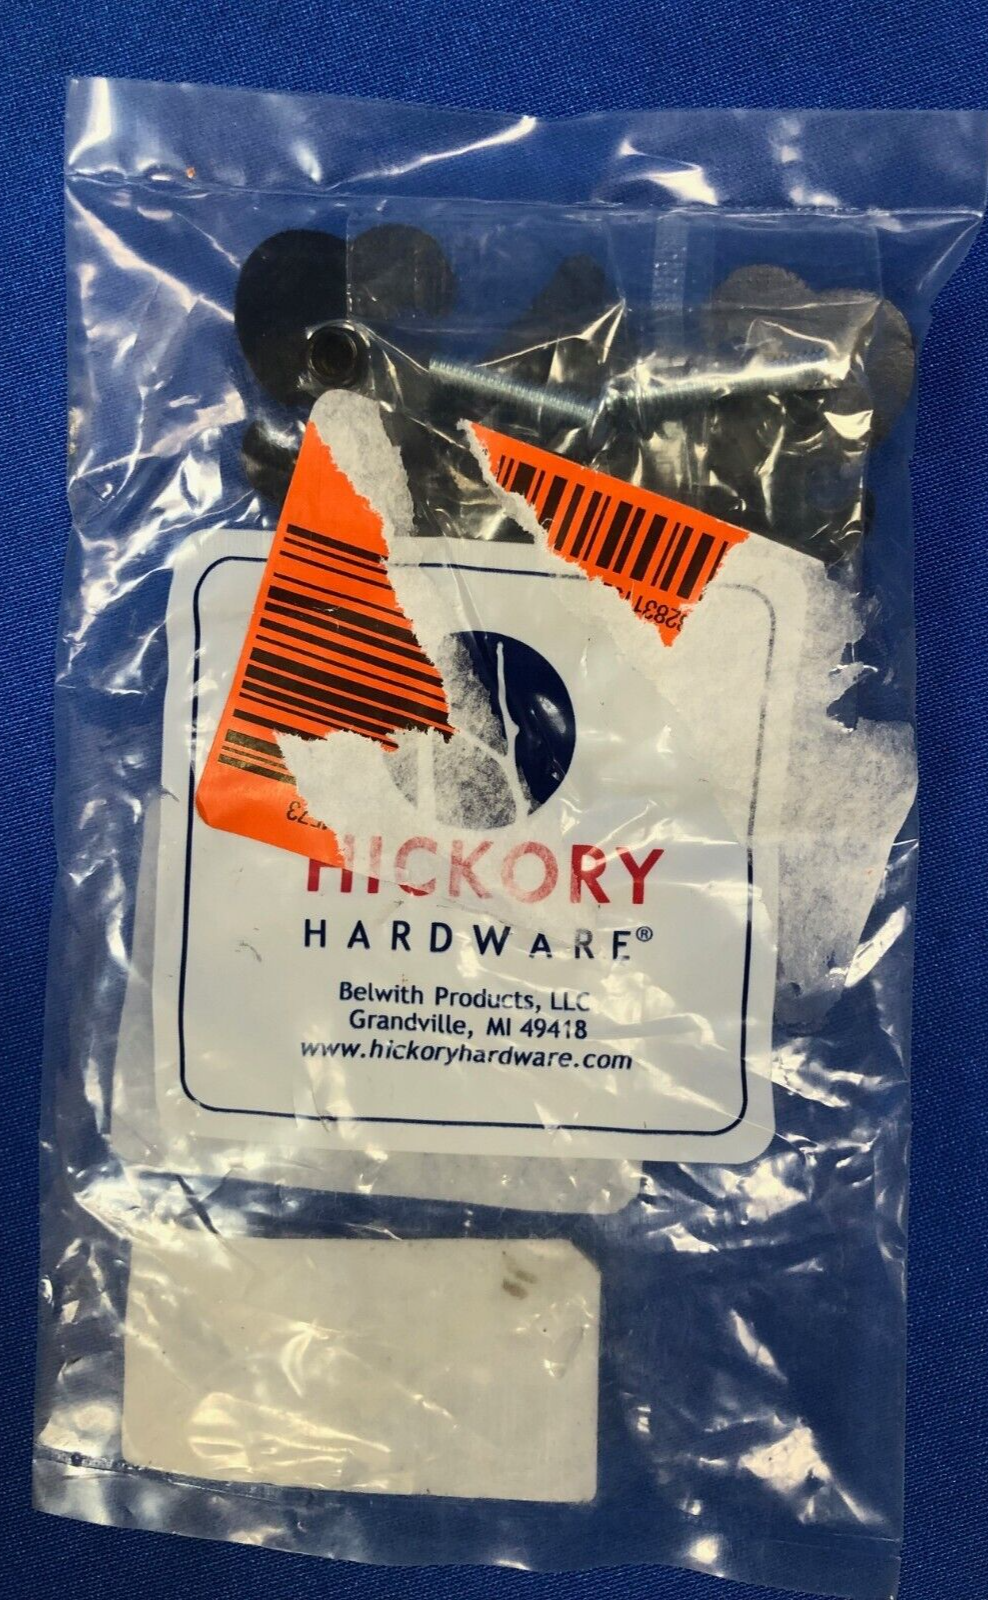 HICKORY
HARDWARE®
Belwith Products, LLC
Grandville, MI 49418
www.hickoryhardware.com